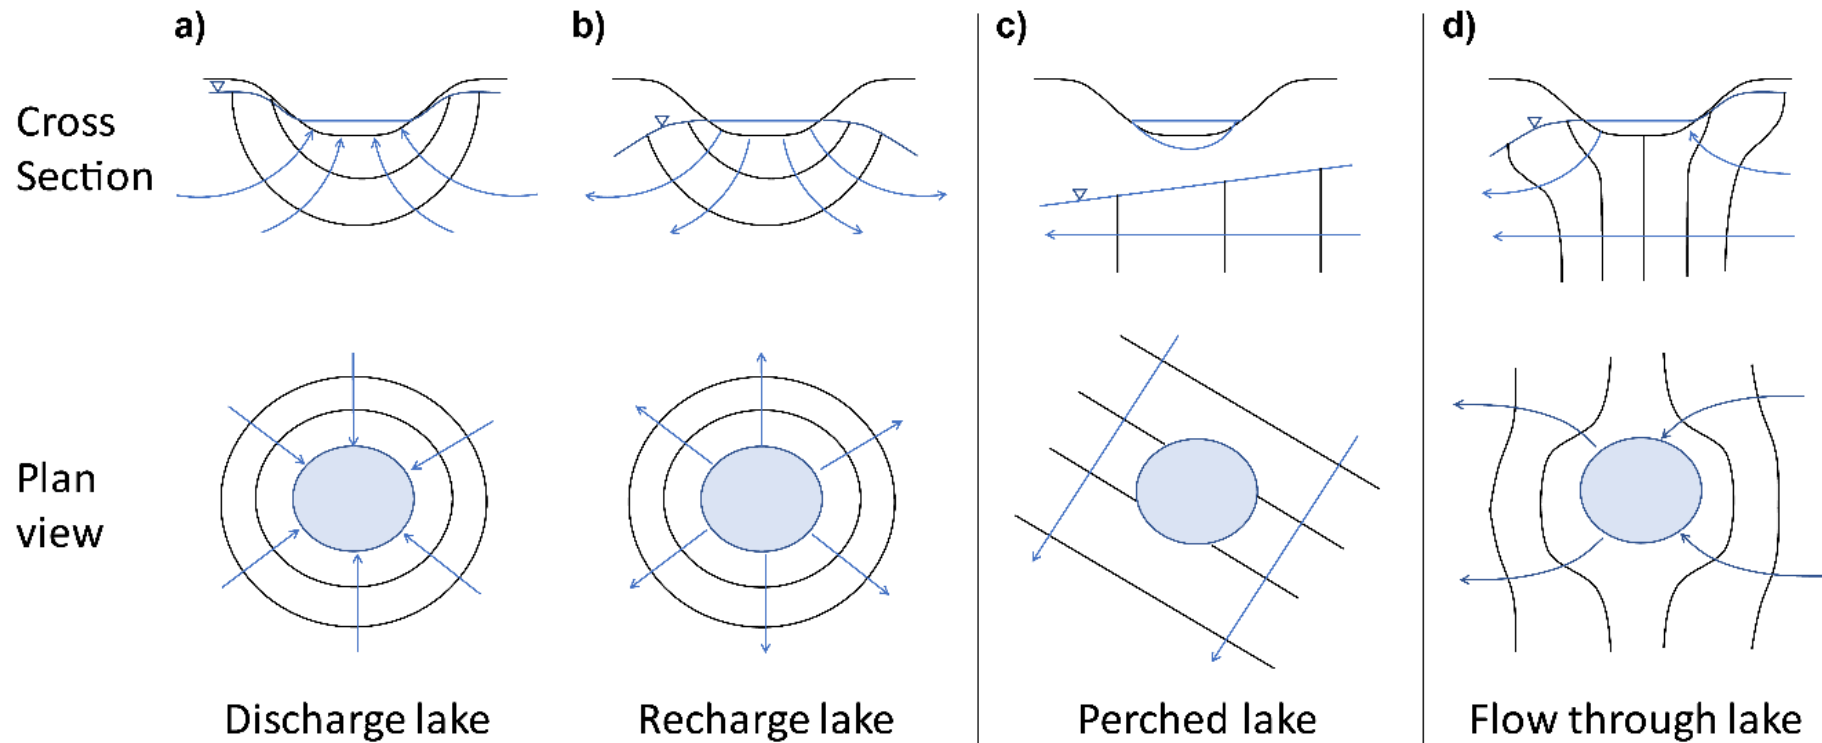 a)
b)
c)
d)
Cross
Section
Plan
view
Discharge lake
Recharge lake
Perched lake
Flow through lake